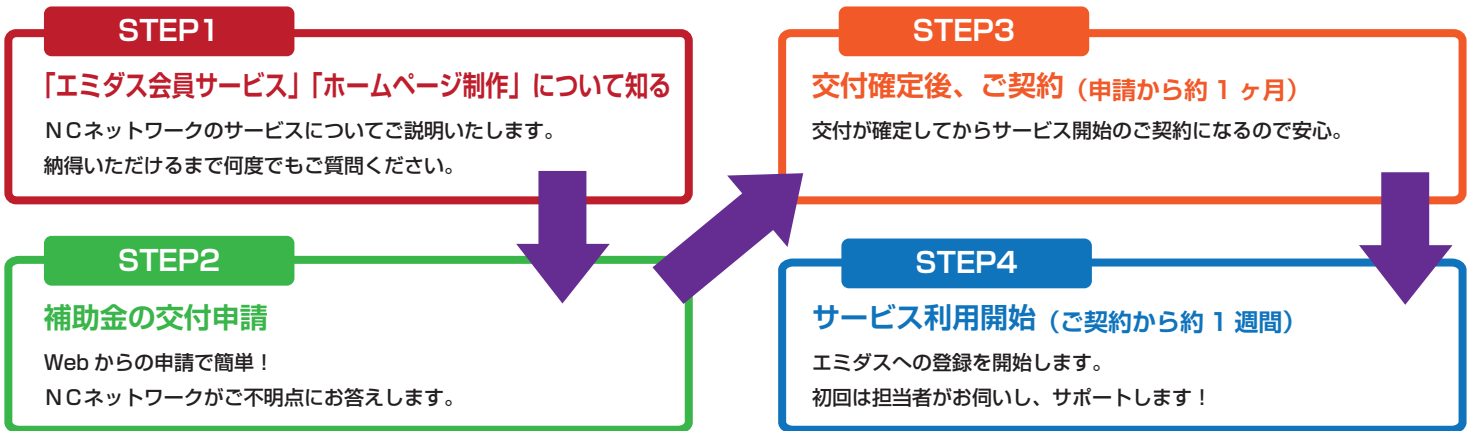 STEP1
「エミダス会員サービス」「ホームページ制作」について知る
ＮＣネットワークのサービスについてご説明いたします。
納得いただけるまで何度でもご質問ください。
STEP2
補助金の交付申請
Web からの申請で簡単！
ＮＣネットワークがご不明点にお答えします。
STEP3
交付確定後、ご契約（申請から約 1 ヶ月）
交付が確定してからサービス開始のご契約になるので安心。
STEP4
サービス利用開始（ご契約から約 1 週間）
エミダスへの登録を開始します。
初回は担当者がお伺いし、サポートします！